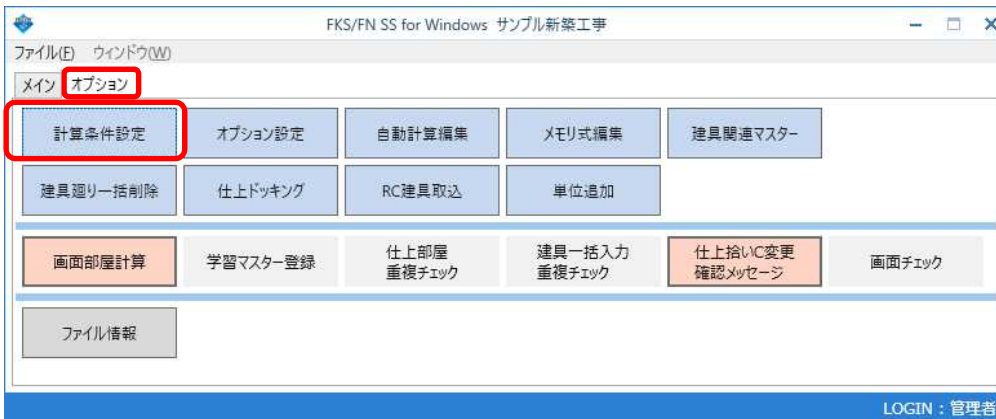 FKS/FN SS for Windows サンプル新築工事
ファイル(F) ウィンドウ(W)
メイン オプション
計算条件設定 オプション設定 自動計算編集 メモリ式編集 建具関連マスター
建具廻り一括削除 仕上ドッキング RC建具取込 単位追加
画面部屋計算 学習マスター登録 仕上部屋 建具一括入力 仕上拾いC変更 画面チェック
重複チェック 重複チェック 確認メッセージ
ファイル情報
LOGIN：管理者